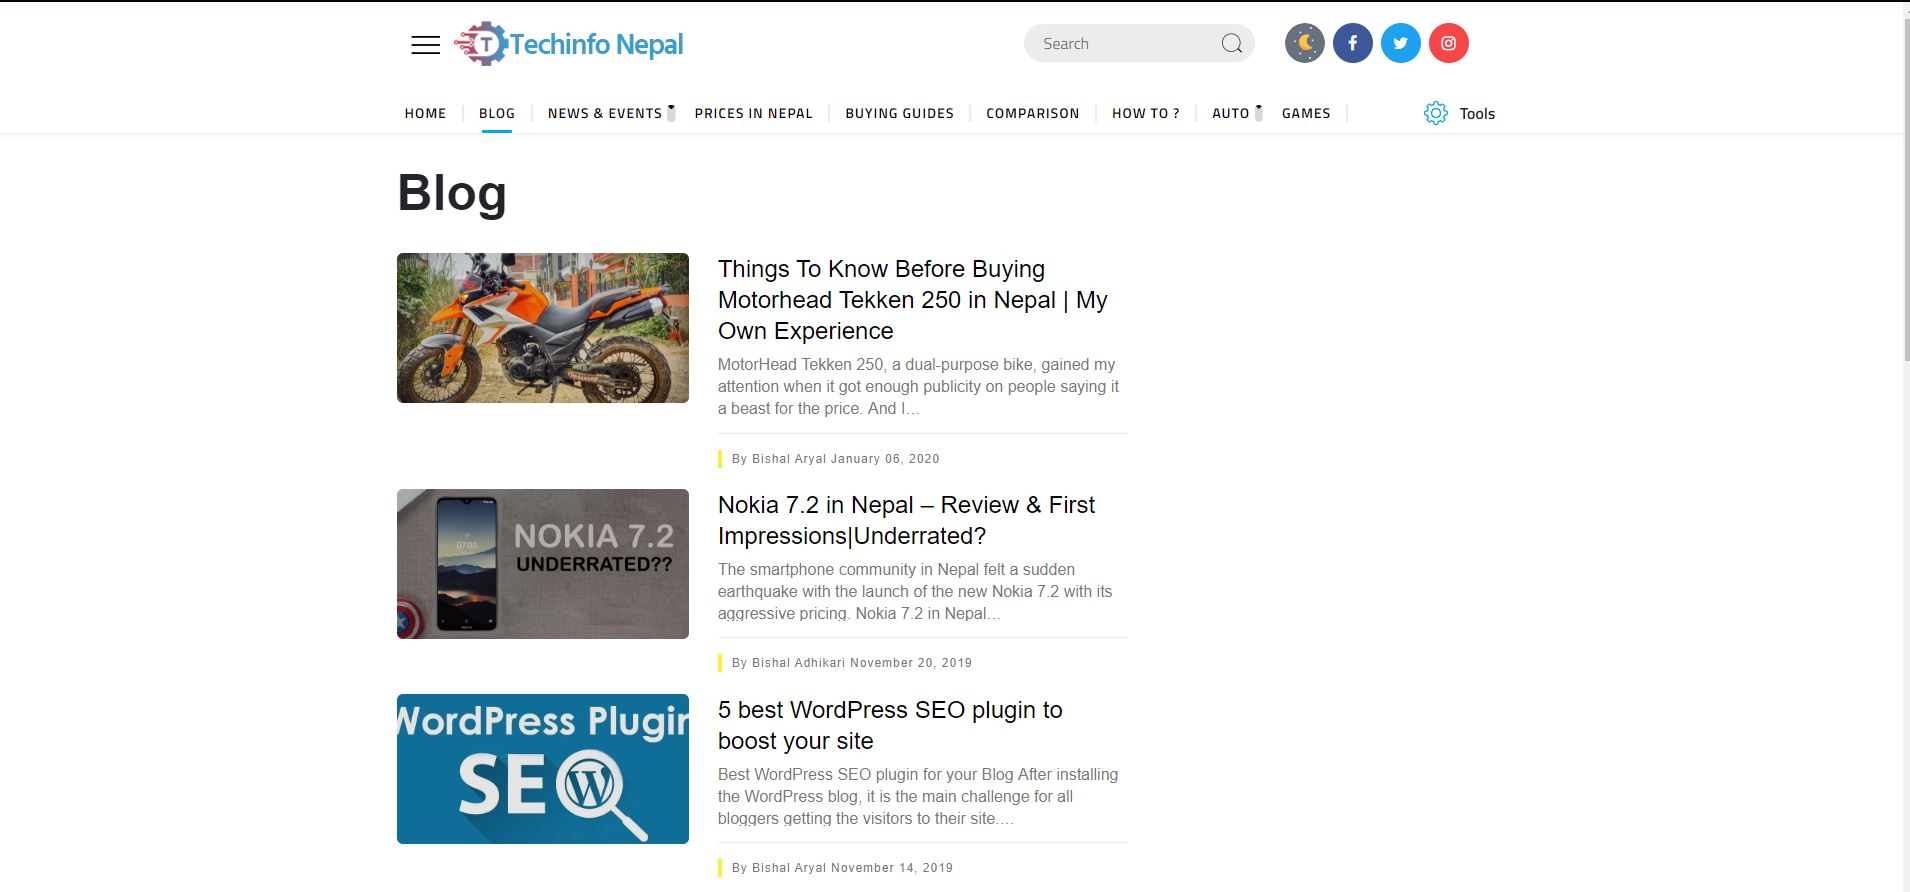 Techinfo Nepal
Search
HOME
BLOG
NEWS & EVENTS
PRICES IN NEPAL
BUYING GUIDES
COMPARISON
HOW TO ?
AUTO
GAMES
Tools
Blog
Things To Know Before Buying
Motorhead Tekken 250 in Nepal | My
Own Experience
MotorHead Tekken 250, a dual-purpose bike, gained my
attention when it got enough publicity on people saying it
a beast for the price. And I…
By Bishal Aryal January 06, 2020
07:00
NOKIA 7.2
UNDERRATED??
Nokia 7.2 in Nepal – Review & First
Impressions|Underrated?
The smartphone community in Nepal felt a sudden
earthquake with the launch of the new Nokia 7.2 with its
aggressive pricing. Nokia 7.2 in Nepal…
By Bishal Adhikari November 20, 2019
WordPress Plugin
SEO
5 best WordPress SEO plugin to
boost your site
Best WordPress SEO plugin for your Blog After installing
the WordPress blog, it is the main challenge for all
bloggers getting the visitors to their site.…
By Bishal Aryal November 14, 2019